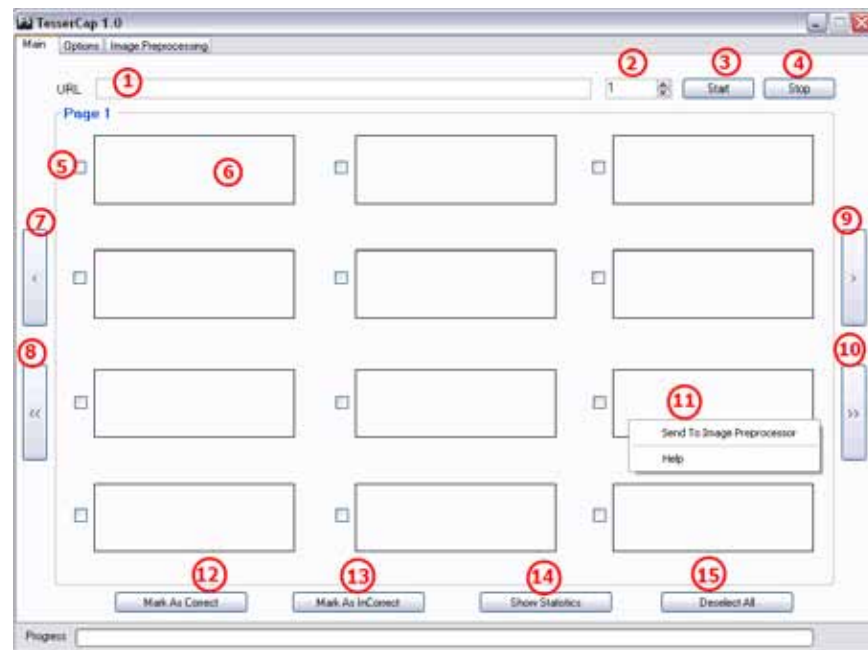 TesserCap 1.0
Main Options Image Preprocessing
1 2 3 4
URL 1 Start Stop
Page 1
5 6
7 9
< >
8 10
<< >>
11
Send To Image Preprocessor
Help
12 13 14 15
Mark As Correct Mark As InCorrect Show Statistics Deselect All
Progress